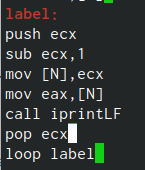 label:
push ecx
sub ecx,1
mov [N],ecx
mov eax,[N]
call iprintLF
pop ecx
loop label